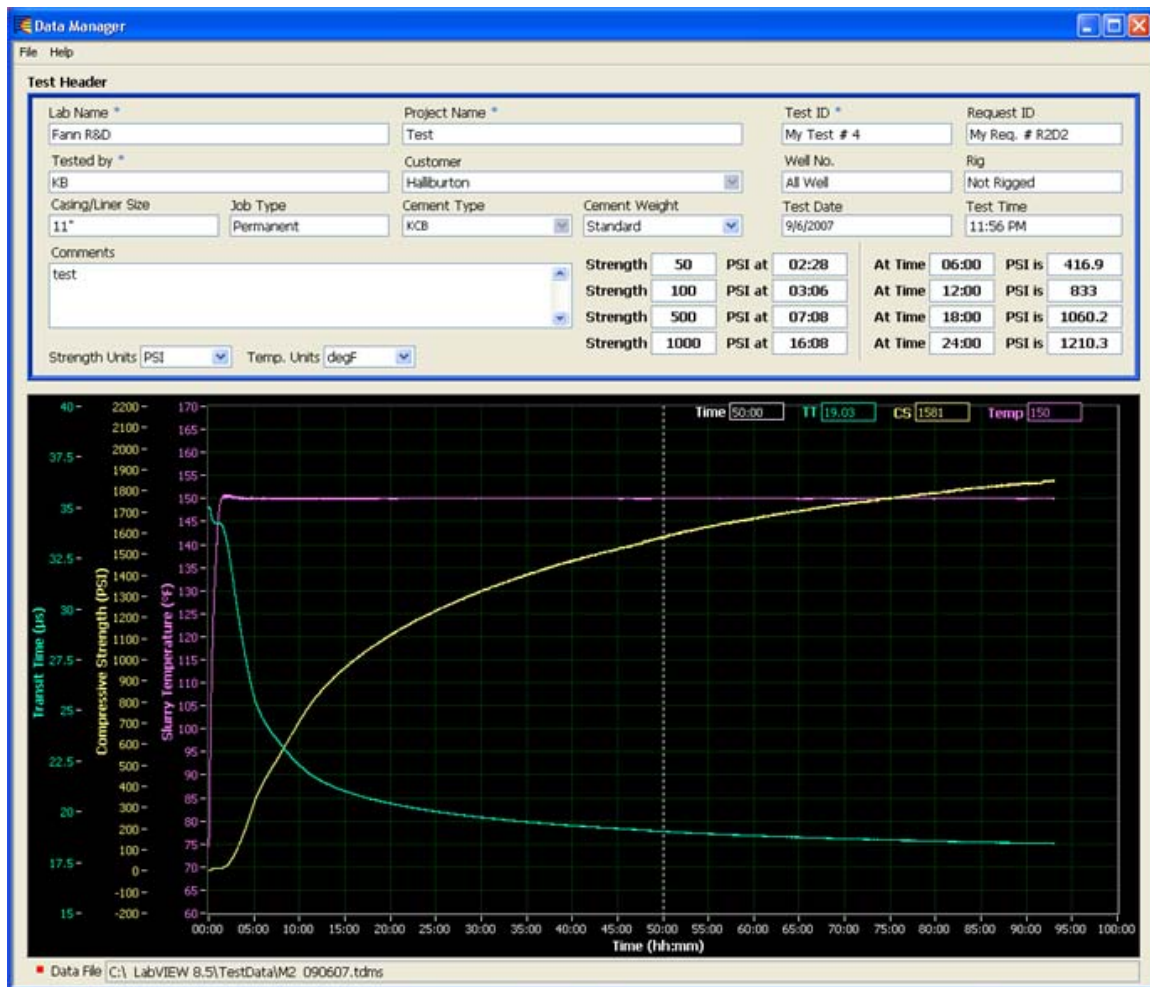 Data Manager
File Help
Test Header
Lab Name * Project Name * Test ID * Request ID
Fann R&D Test My Test # 4 My Req. # R2D2
Tested by * Customer Well No. Rig
KB Halliburton All Well Not Rigged
Casing/Liner Size Job Type Cement Type Cement Weight Test Date Test Time
11" Permanent KCB Standard 9/6/2007 11:56 PM
Comments
test
Strength 50 PSI at 02:28 At Time 06:00 PSI is 416.9
Strength 100 PSI at 03:06 At Time 12:00 PSI is 833
Strength 500 PSI at 07:08 At Time 18:00 PSI is 1060.2
Strength 1000 PSI at 16:08 At Time 24:00 PSI is 1210.3
Strength Units PSI Temp. Units degF
Time 50:00 TT 19.03 CS 1581 Temp 150
Transit Time (µs)
40
37.5
35
32.5
30
27.5
25
22.5
20
17.5
15
Compressive Strength (PSI)
2200
2100
2000
1900
1800
1700
1600
1500
1400
1300
1200
1100
1000
900
800
700
600
500
400
300
200
100
0
-100
-200
Slurry Temperature (°F)
170
165
160
155
150
145
140
135
130
125
120
115
110
105
100
95
90
85
80
75
70
65
60
00:00 05:00 10:00 15:00 20:00 25:00 30:00 35:00 40:00 45:00 50:00 55:00 60:00 65:00 70:00 75:00 80:00 85:00 90:00 95:00 100:00
Time (hh:mm)
Data File C:\ LabVIEW 8.5\TestData\M2 090607.tdms